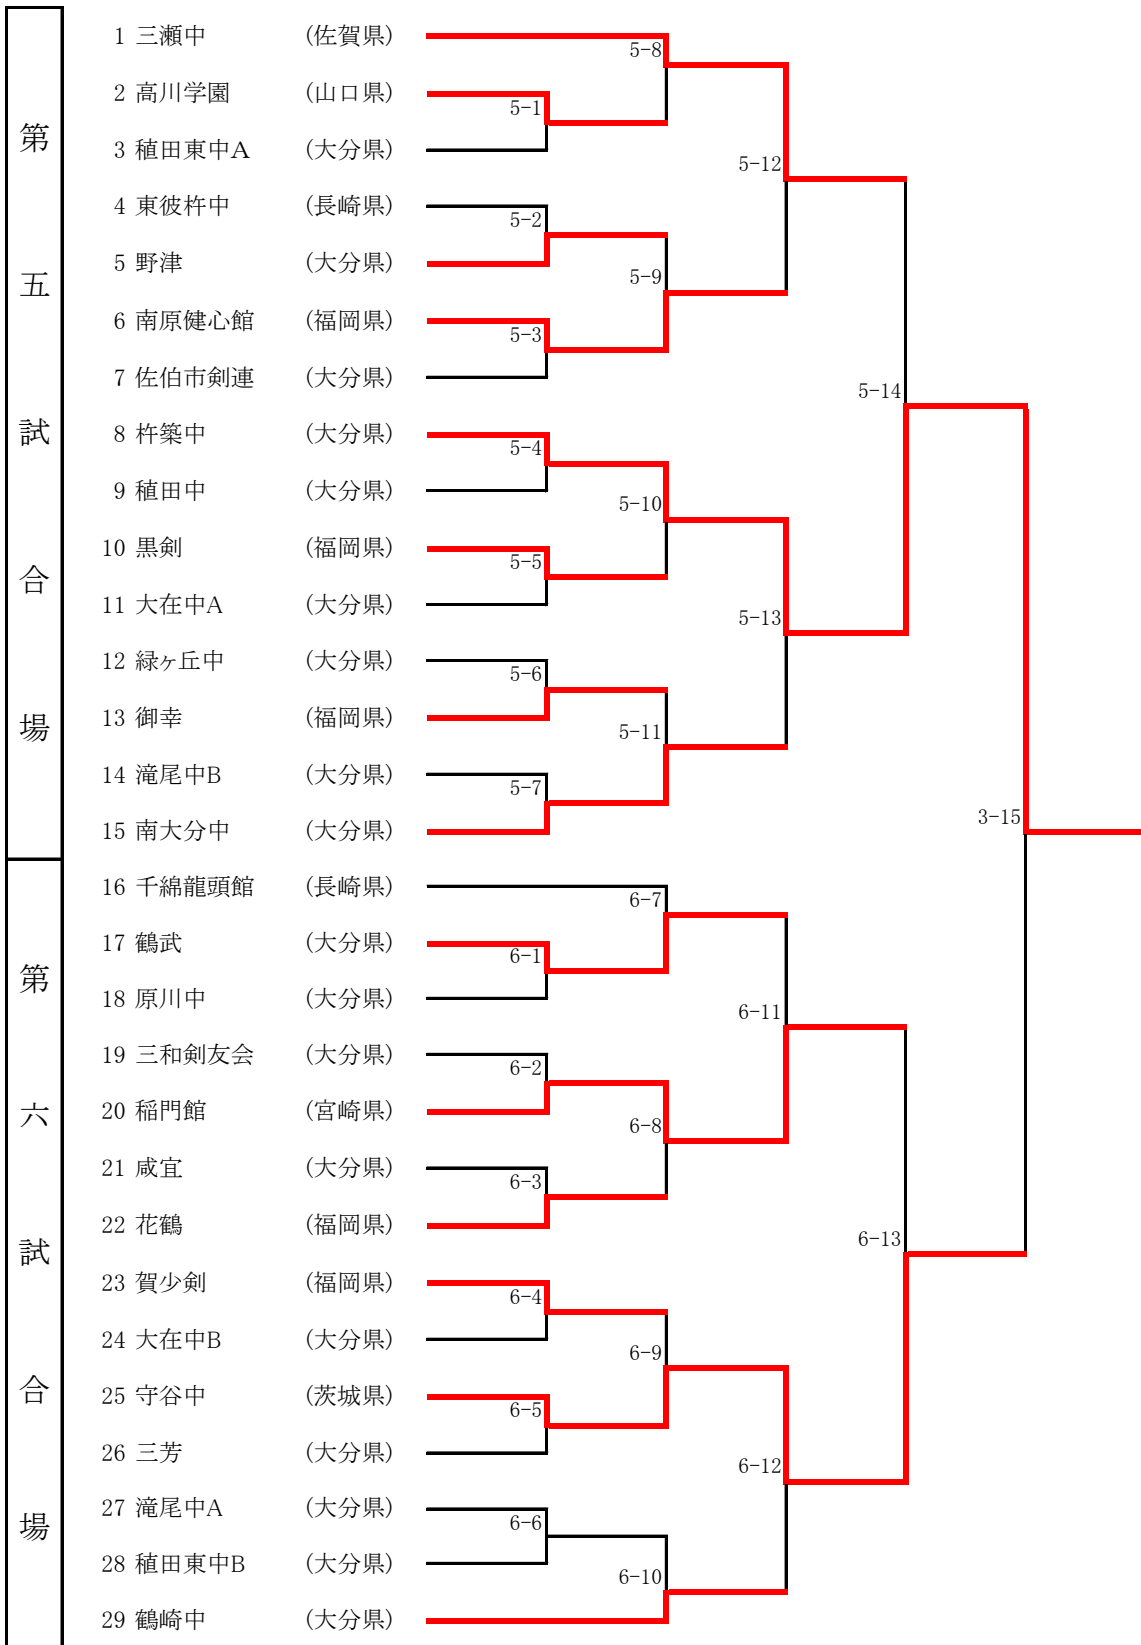 第五試合場
1 三瀬中 (佐賀県)
2 高川学園 (山口県)
3 稙田東中A (大分県)
4 東彼杵中 (長崎県)
5 野津 (大分県)
6 南原健心館 (福岡県)
7 佐伯市剣連 (大分県)
8 杵築中 (大分県)
9 稙田中 (大分県)
10 黒剣 (福岡県)
11 大在中A (大分県)
12 緑ヶ丘中 (大分県)
13 御幸 (福岡県)
14 滝尾中B (大分県)
15 南大分中 (大分県)
第六試合場
16 千綿龍頭館 (長崎県)
17 鶴武 (大分県)
18 原川中 (大分県)
19 三和剣友会 (大分県)
20 稲門館 (宮崎県)
21 咸宜 (大分県)
22 花鶴 (福岡県)
23 賀少剣 (福岡県)
24 大在中B (大分県)
25 守谷中 (茨城県)
26 三芳 (大分県)
27 滝尾中A (大分県)
28 稙田東中B (大分県)
29 鶴崎中 (大分県)
5-1
5-2
5-3
5-4
5-5
5-6
5-7
6-1
6-2
6-3
6-4
6-5
6-6
5-8
5-9
5-10
5-11
6-7
6-8
6-9
6-10
5-12
5-13
6-11
6-12
5-14
6-13
3-15